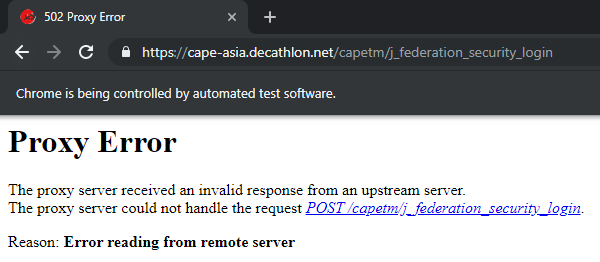 502 Proxy Error
https://cape-asia.decathlon.net/capetm/j_federation_security_login
Chrome is being controlled by automated test software.
Proxy Error
The proxy server received an invalid response from an upstream server.
The proxy server could not handle the request POST /capetm/j_federation_security_login.
Reason: Error reading from remote server